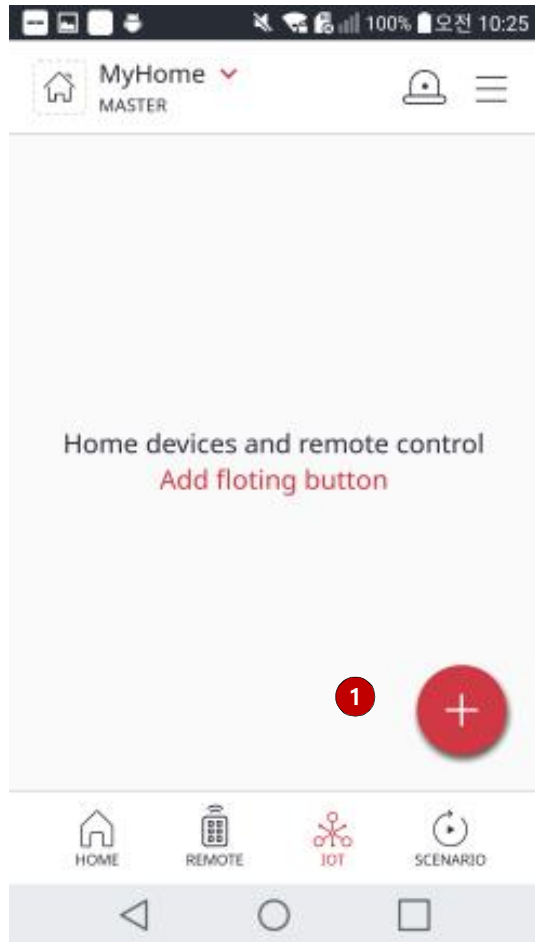 100% 오전 10:25
MyHome
MASTER
Home devices and remote control
Add floting button
1
HOME REMOTE IOT SCENARIO